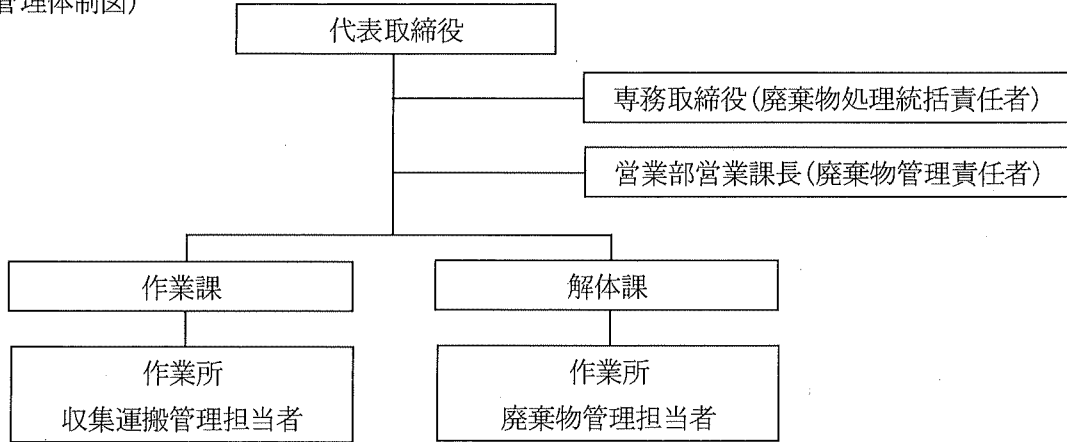 管理体制図）
代表取締役
専務取締役（廃棄物処理統括責任者）
営業部営業課長（廃棄物管理責任者）
作業課
解体課
作業所
収集運搬管理担当者
作業所
廃棄物管理担当者